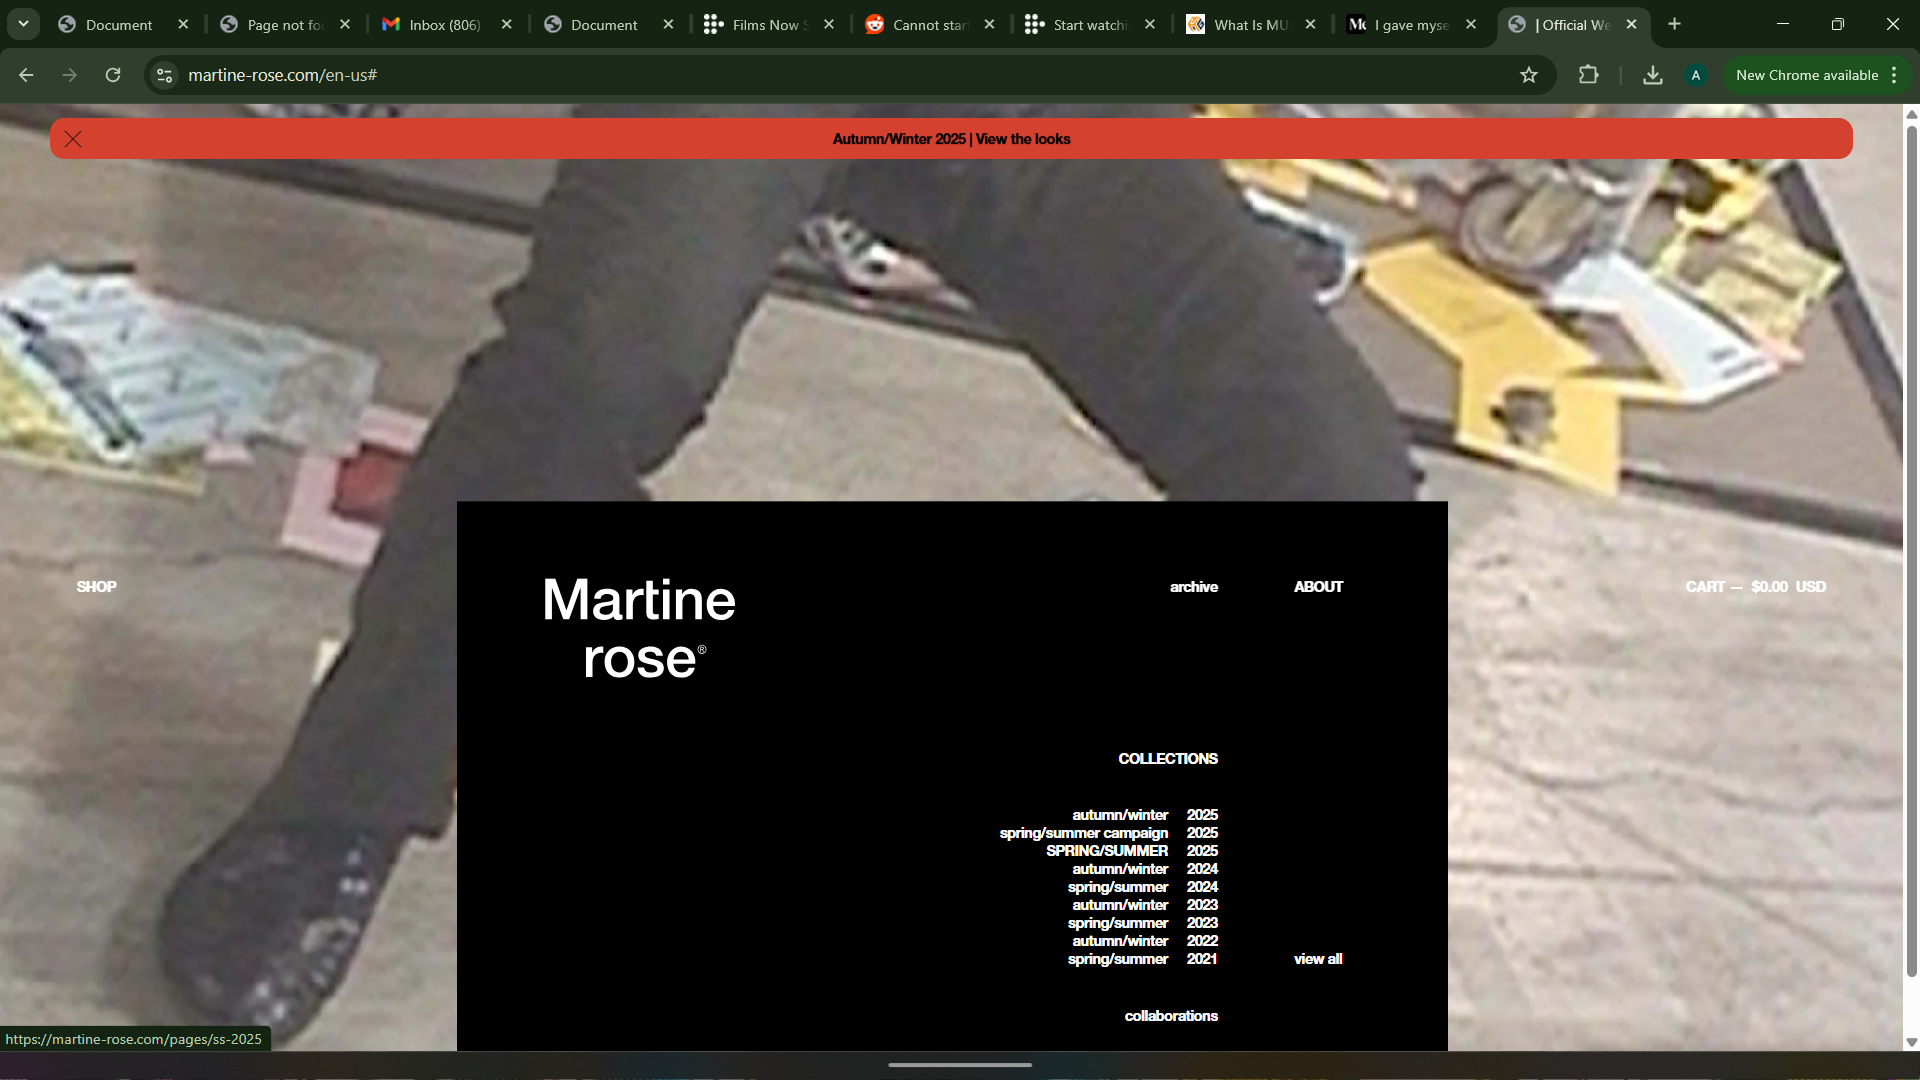 Document
Page not fo
Inbox (806)
Document
Films Now S
Cannot star
Start watchi
What Is MU
I gave myse
| Official We
martine-rose.com/en-us#
A
New Chrome available
Autumn/Winter 2025 | View the looks
SHOP
Martine
rose®
archive
ABOUT
CART — $0.00 USD
COLLECTIONS
autumn/winter 2025
spring/summer campaign 2025
SPRING/SUMMER 2025
autumn/winter 2024
spring/summer 2024
autumn/winter 2023
spring/summer 2023
autumn/winter 2022
spring/summer 2021 view all
collaborations
https://martine-rose.com/pages/ss-2025